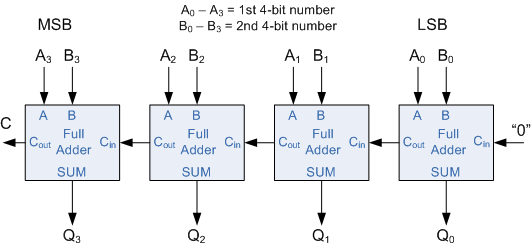 MSB A₀ – A₃ = 1st 4-bit number LSB
B₀ – B₃ = 2nd 4-bit number
A₃ B₃ A₂ B₂ A₁ B₁ A₀ B₀
A B A B A B A B
C “0”
Cout Full Adder Cin Cout Full Adder Cin Cout Full Adder Cin Cout Full Adder Cin
SUM SUM SUM SUM
Q₃ Q₂ Q₁ Q₀